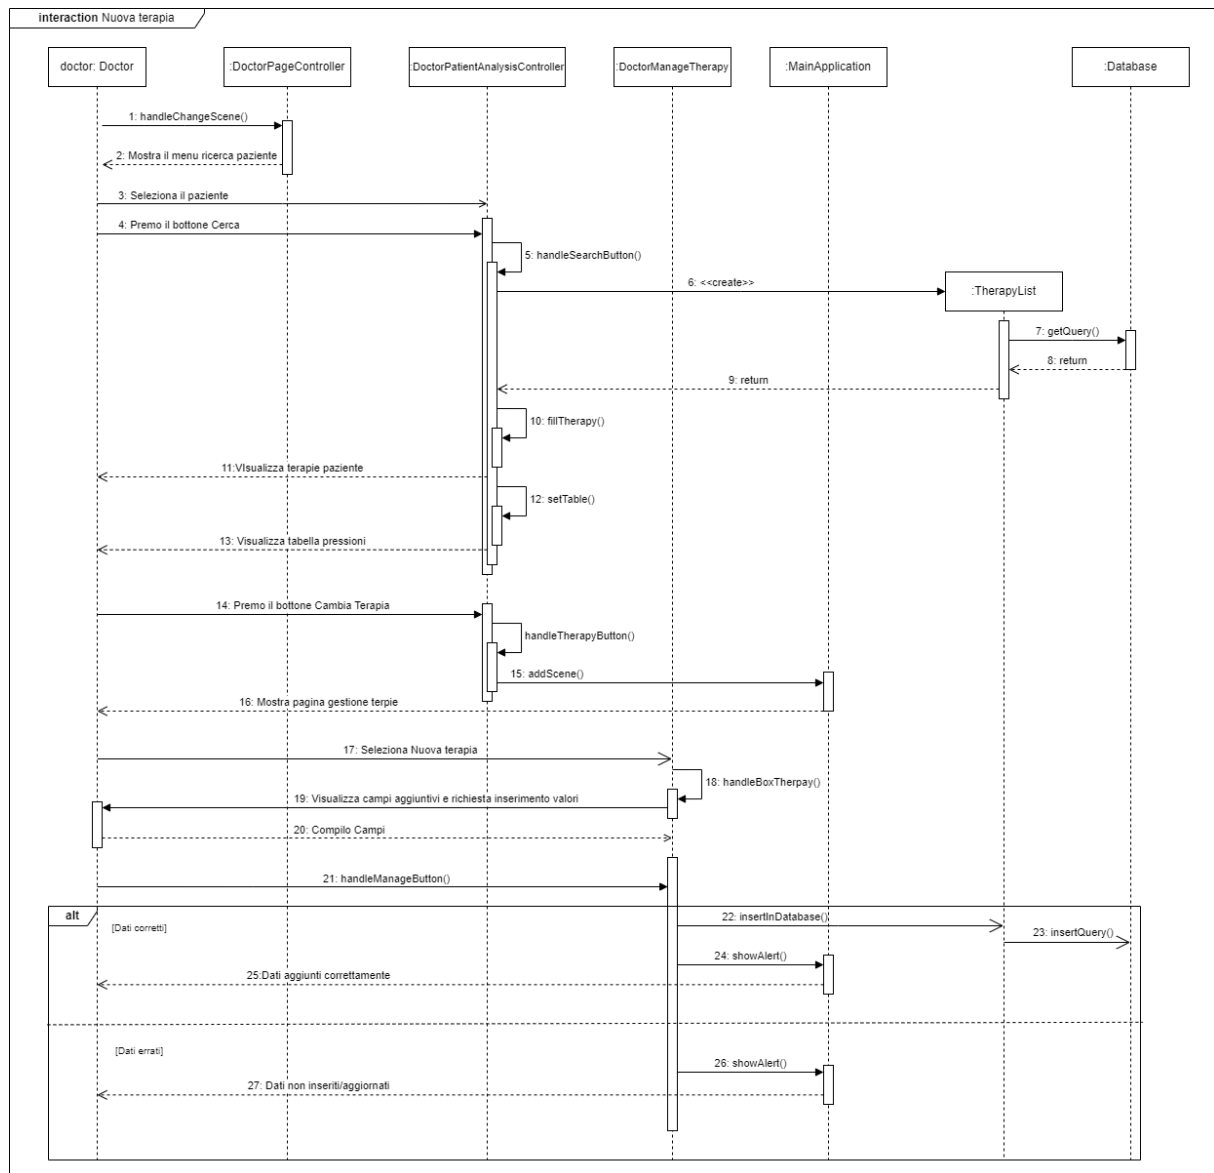 interaction Nuova terapia
doctor: Doctor
:DoctorPageController
:DoctorPatientAnalysisController
:DoctorManageTherapy
:MainApplication
:Database
1: handleChangeScene()
2: Mostra il menu ricerca paziente
3: Seleziona il paziente
4: Premo il bottone Cerca
5: handleSearchButton()
6: <<create>>
:TherapyList
7: getQuery()
8: return
9: return
10: fillTherapy()
11:VIsualizza terapie paziente
12: setTable()
13: Visualizza tabella pressioni
14: Premo il bottone Cambia Terapia
handleTherapyButton()
15: addScene()
16: Mostra pagina gestione terpie
17: Seleziona Nuova terapia
18: handleBoxTherpay()
19: Visualizza campi aggiuntivi e richiesta inserimento valori
20: Compilo Campi
21: handleManageButton()
alt
[Dati corretti]
22: insertInDatabase()
23: insertQuery()
24: showAlert()
25:Dati aggiunti correttamente
[Dati errati]
26: showAlert()
27: Dati non inseriti/aggiornati